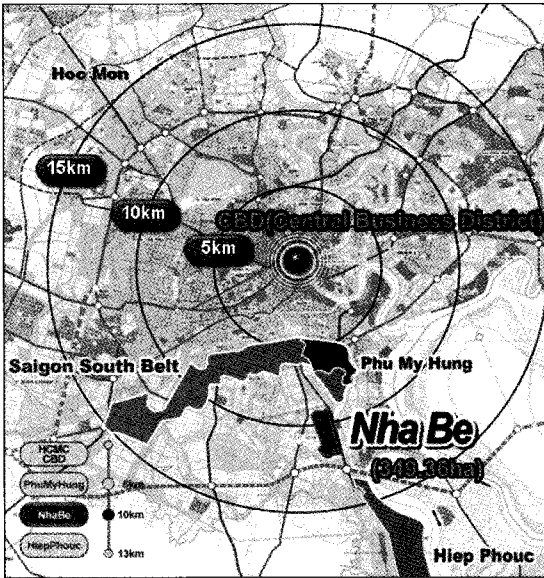 Hoc Mon
15km
10km
CBD(Central Business District)
5km
Saigon South Belt
Phu My Hung
Nha Be
(349.36ha)
HCMC
CBD
PhuMyHung
NhaBe
10km
HiepPhouc
13km
Hiep Phouc